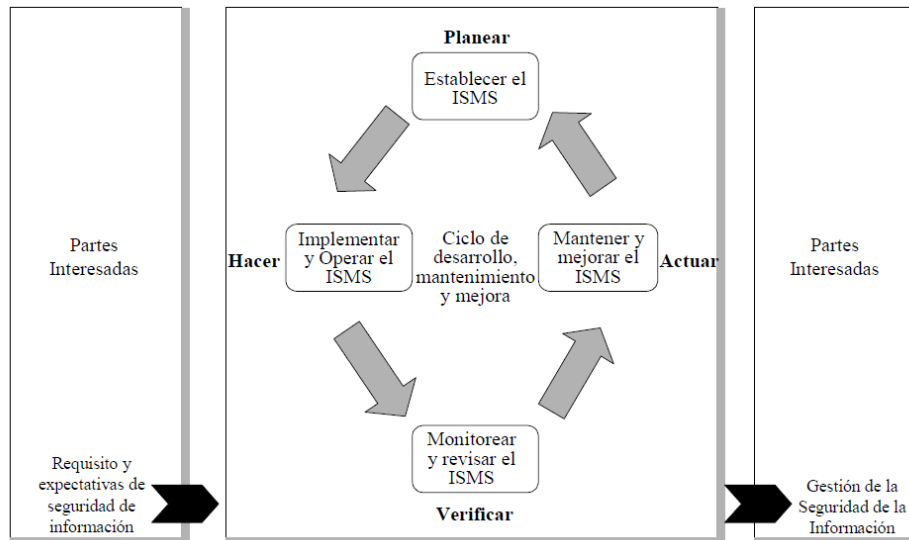 Partes
Interesadas
Requisito y
expectativas de
seguridad de
información
Planear
Establecer el
ISMS
Hacer
Implementar
y Operar el
ISMS
Ciclo de
desarrollo,
mantenimiento
y mejora
Mantener y
mejorar el
ISMS
Actuar
Monitorear
y revisar el
ISMS
Verificar
Partes
Interesadas
Gestión de la
Seguridad de la
Información